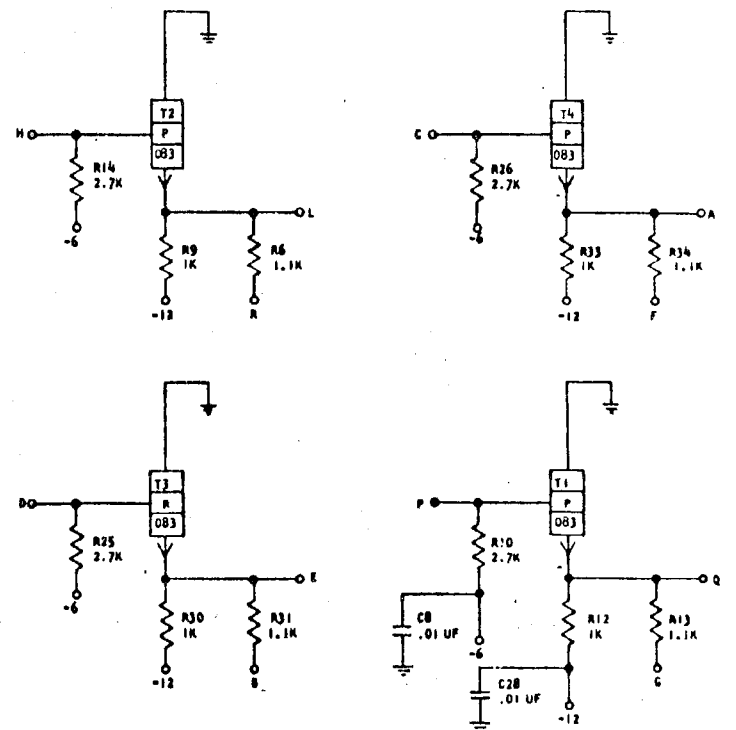 T2
P
083
H
R14
2.7K
-6
L
R9
1K
R6
1.1K
-12
R
T4
P
083
C
R26
2.7K
-6
A
R33
1K
R34
1.1K
-12
F
T3
R
083
D
R25
2.7K
-6
E
R30
1K
R31
1.1K
-12
B
T1
P
083
P
R10
2.7K
C8
.01 UF
-6
Q
R12
1K
R13
1.1K
G
C28
.01 UF
-12